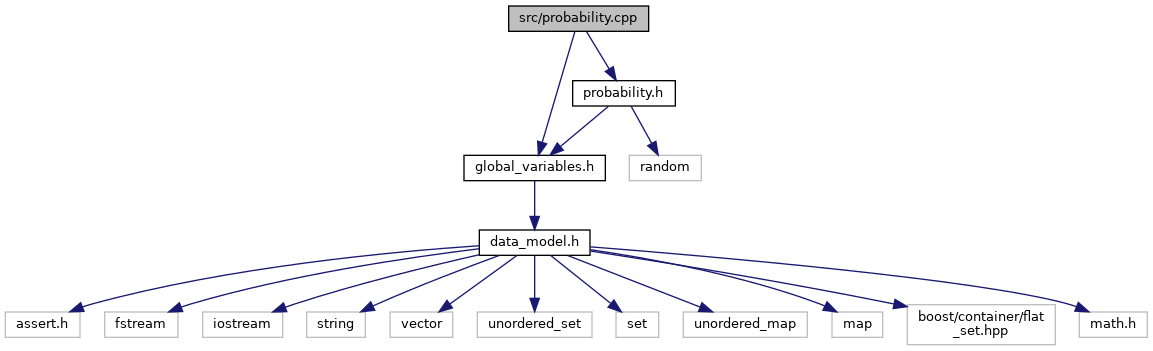 src/probability.cpp
probability.h
global_variables.h
random
data_model.h
assert.h
fstream
iostream
string
vector
unordered_set
set
unordered_map
map
boost/container/flat
_set.hpp
math.h